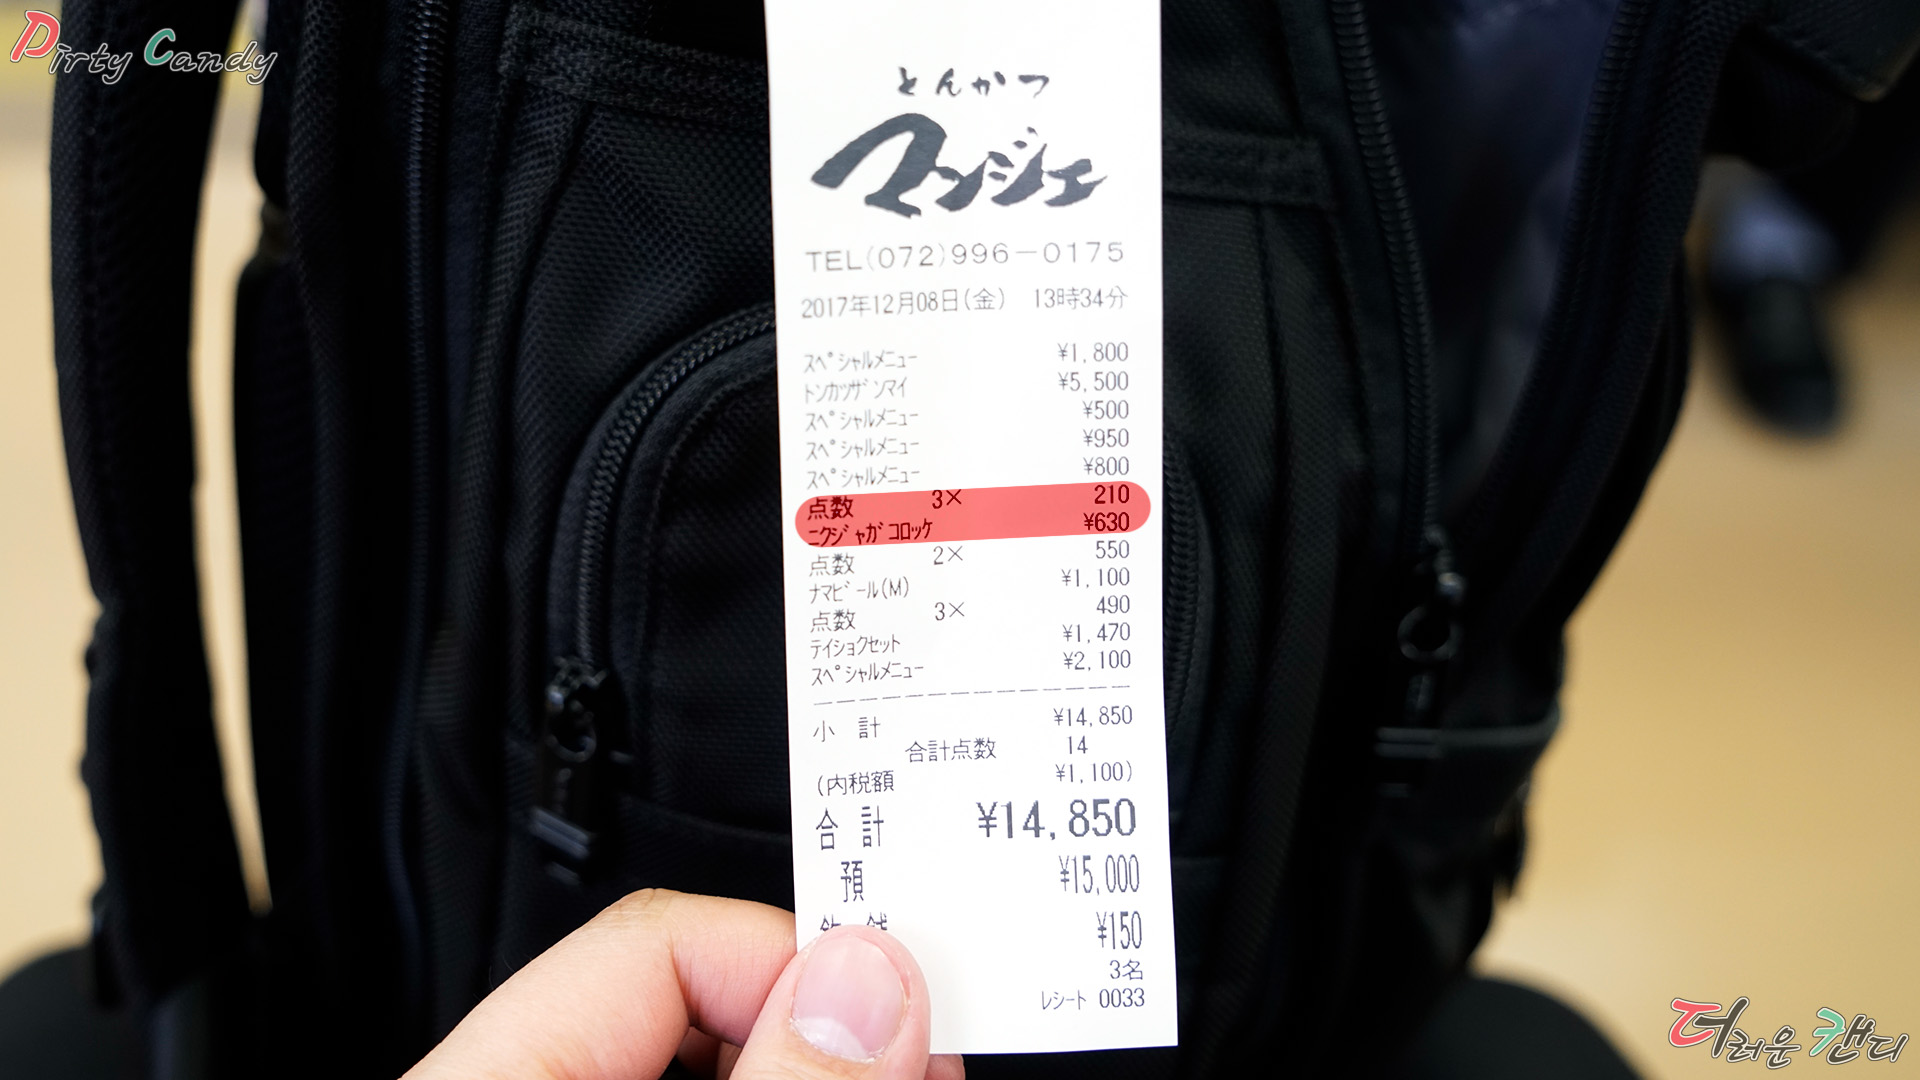 Dirty Candy
とんかつ
マンジェ
TEL(072)996-0175
2017年12月08日(金) 13時34分
スペシャルメニュー ¥1,800
トンカツザンマイ ¥5,500
スペシャルメニュー ¥500
スペシャルメニュー ¥950
スペシャルメニュー ¥800
点数 3× 210
ニクジャガコロッケ ¥630
点数 2× 550
ナマビール(M) ¥1,100
点数 3× 490
テイショクセット ¥1,470
スペシャルメニュー ¥2,100
小計 ¥14,850
合計点数 14
(内税額 ¥1,100)
合計 ¥14,850
預 ¥15,000
¥150
3名
レシート 0033
더러운 캔디